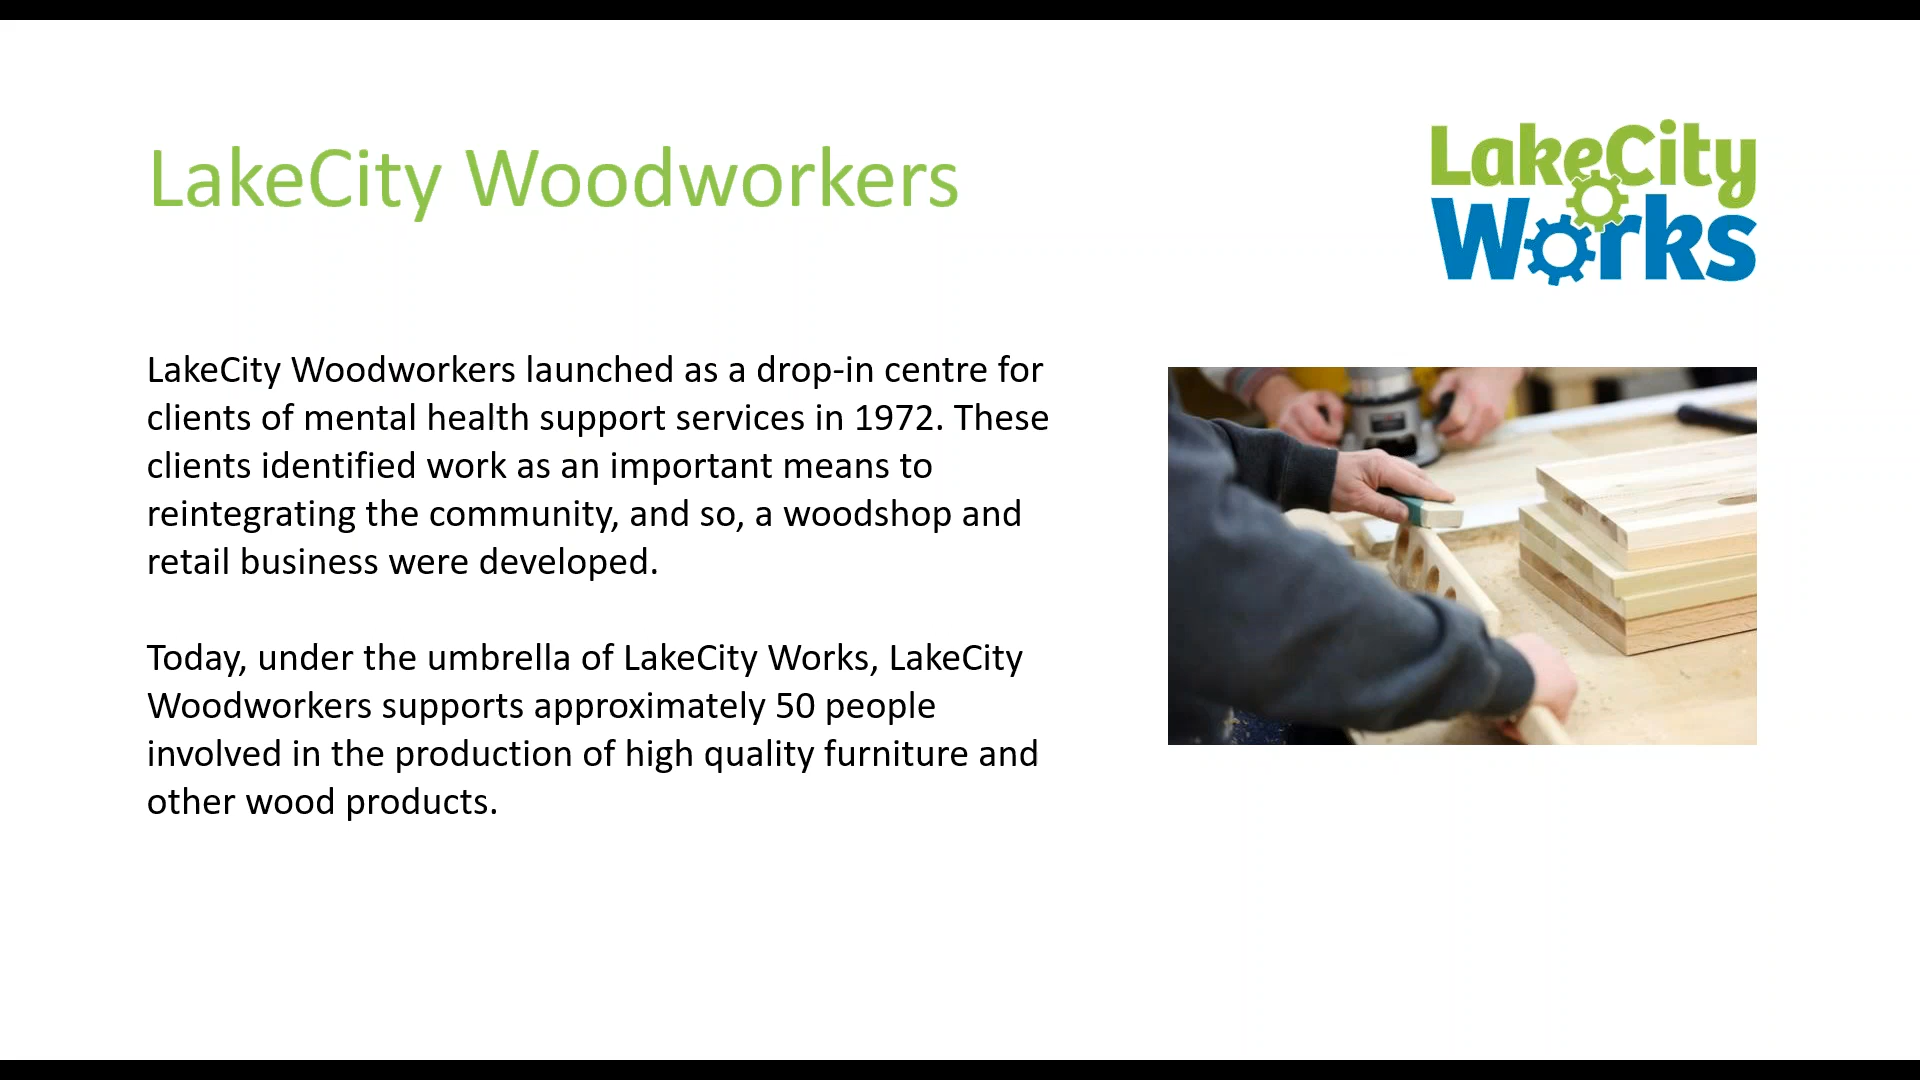 LakeCity Woodworkers
LakeCity
Works
LakeCity Woodworkers launched as a drop-in centre for
clients of mental health support services in 1972. These
clients identified work as an important means to
reintegrating the community, and so, a woodshop and
retail business were developed.
Today, under the umbrella of LakeCity Works, LakeCity
Woodworkers supports approximately 50 people
involved in the production of high quality furniture and
other wood products.